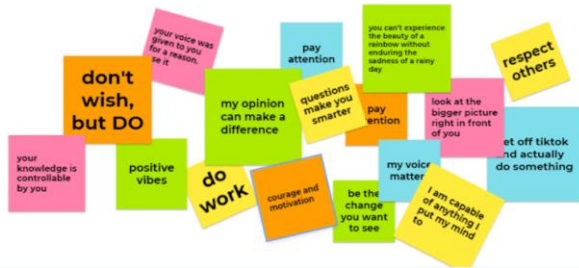 your voice was
given to you
for a reason.
se it
don't
wish,
but DO
your
knowledge is
controllable
by you
positive
vibes
do
work
my opinion
can make a
difference
pay
attention
questions
make you
smarter
pay
ention
courage and
motivation
you can't experience
the beauty of a
rainbow without
enduring the
sadness of a rainy
day
look at the
bigger picture
right in front
of you
respect
others
et off tiktok
and actually
do something
my voice
matter
be the
change
you want
to see
I am capable
of anything I
put my mind
to